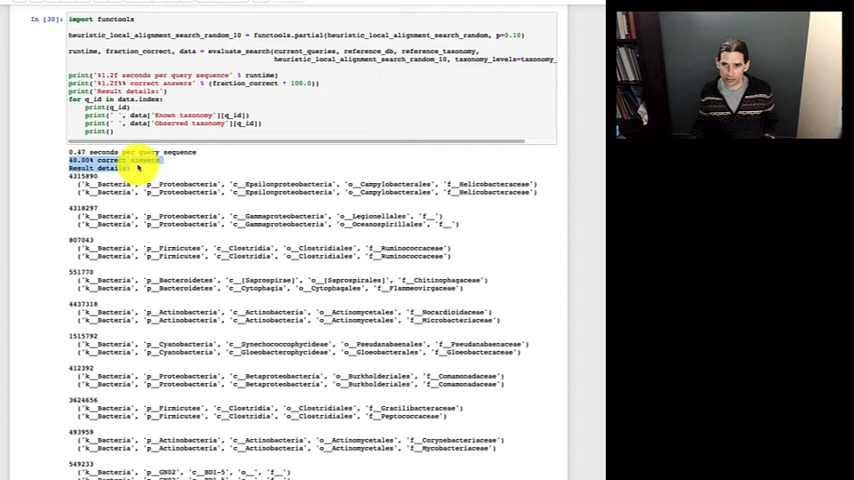 In [30]: import functools
heuristic_local_alignment_search_random_10 = functools.partial(heuristic_local_alignment_search_random, p=0.10)
runtime, fraction_correct, data = evaluate_search(current_queries, reference_db, reference_taxonomy,
heuristic_local_alignment_search_random_10, taxonomy_levels=taxonomy_
print('%1.2f seconds per query sequence' % runtime)
print('%1.2f%% correct answers' % (fraction_correct * 100.0))
print('Result details:')
for q_id in data.index:
print(q_id)
print(' ', data['Known taxonomy'][q_id])
print(' ', data['Observed taxonomy'][q_id])
print()
0.47 seconds per query sequence
40.00% correct answers
Result details:
4315890
('k__Bacteria', 'p__Proteobacteria', 'c__Epsilonproteobacteria', 'o__Campylobacterales', 'f__Helicobacteraceae')
('k__Bacteria', 'p__Proteobacteria', 'c__Epsilonproteobacteria', 'o__Campylobacterales', 'f__Helicobacteraceae')
4318297
('k__Bacteria', 'p__Proteobacteria', 'c__Gammaproteobacteria', 'o__Legionellales', 'f__')
('k__Bacteria', 'p__Proteobacteria', 'c__Gammaproteobacteria', 'o__Oceanospirillales', 'f__')
807043
('k__Bacteria', 'p__Firmicutes', 'c__Clostridia', 'o__Clostridiales', 'f__Ruminococcaceae')
('k__Bacteria', 'p__Firmicutes', 'c__Clostridia', 'o__Clostridiales', 'f__Ruminococcaceae')
551770
('k__Bacteria', 'p__Bacteroidetes', 'c__[Saprospirae]', 'o__[Saprospirales]', 'f__Chitinophagaceae')
('k__Bacteria', 'p__Bacteroidetes', 'c__Cytophagia', 'o__Cytophagales', 'f__Flammeovirgaceae')
4437318
('k__Bacteria', 'p__Actinobacteria', 'c__Actinobacteria', 'o__Actinomycetales', 'f__Nocardioidaceae')
('k__Bacteria', 'p__Actinobacteria', 'c__Actinobacteria', 'o__Actinomycetales', 'f__Microbacteriaceae')
1515792
('k__Bacteria', 'p__Cyanobacteria', 'c__Synechococcophycideae', 'o__Pseudanabaenales', 'f__Pseudanabaenaceae')
('k__Bacteria', 'p__Cyanobacteria', 'c__Gloeobacterophycideae', 'o__Gloeobacterales', 'f__Gloeobacteraceae')
412392
('k__Bacteria', 'p__Proteobacteria', 'c__Betaproteobacteria', 'o__Burkholderiales', 'f__Comamonadaceae')
('k__Bacteria', 'p__Proteobacteria', 'c__Betaproteobacteria', 'o__Burkholderiales', 'f__Comamonadaceae')
3624656
('k__Bacteria', 'p__Firmicutes', 'c__Clostridia', 'o__Clostridiales', 'f__Gracilibacteraceae')
('k__Bacteria', 'p__Firmicutes', 'c__Clostridia', 'o__Clostridiales', 'f__Peptococcaceae')
493959
('k__Bacteria', 'p__Actinobacteria', 'c__Actinobacteria', 'o__Actinomycetales', 'f__Corynebacteriaceae')
('k__Bacteria', 'p__Actinobacteria', 'c__Actinobacteria', 'o__Actinomycetales', 'f__Mycobacteriaceae')
549233
('k__Bacteria', 'p__GN02', 'c__BD1-5', 'o__', 'f__')